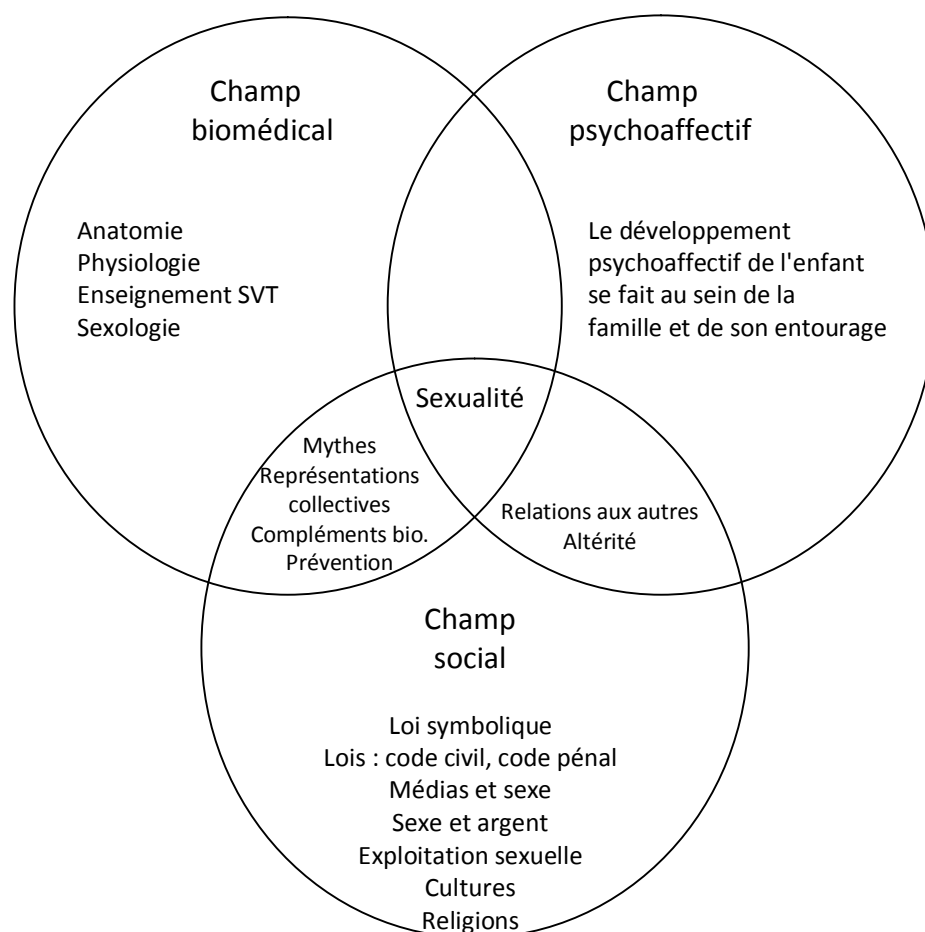 Champ
biomédical
Champ
psychoaffectif
Anatomie
Physiologie
Enseignement SVT
Sexologie
Le développement
psychoaffectif de l'enfant
se fait au sein de la
famille et de son entourage
Sexualité
Mythes
Représentations
collectives
Compléments bio.
Prévention
Relations aux autres
Altérité
Champ
social
Loi symbolique
Lois : code civil, code pénal
Médias et sexe
Sexe et argent
Exploitation sexuelle
Cultures
Religions